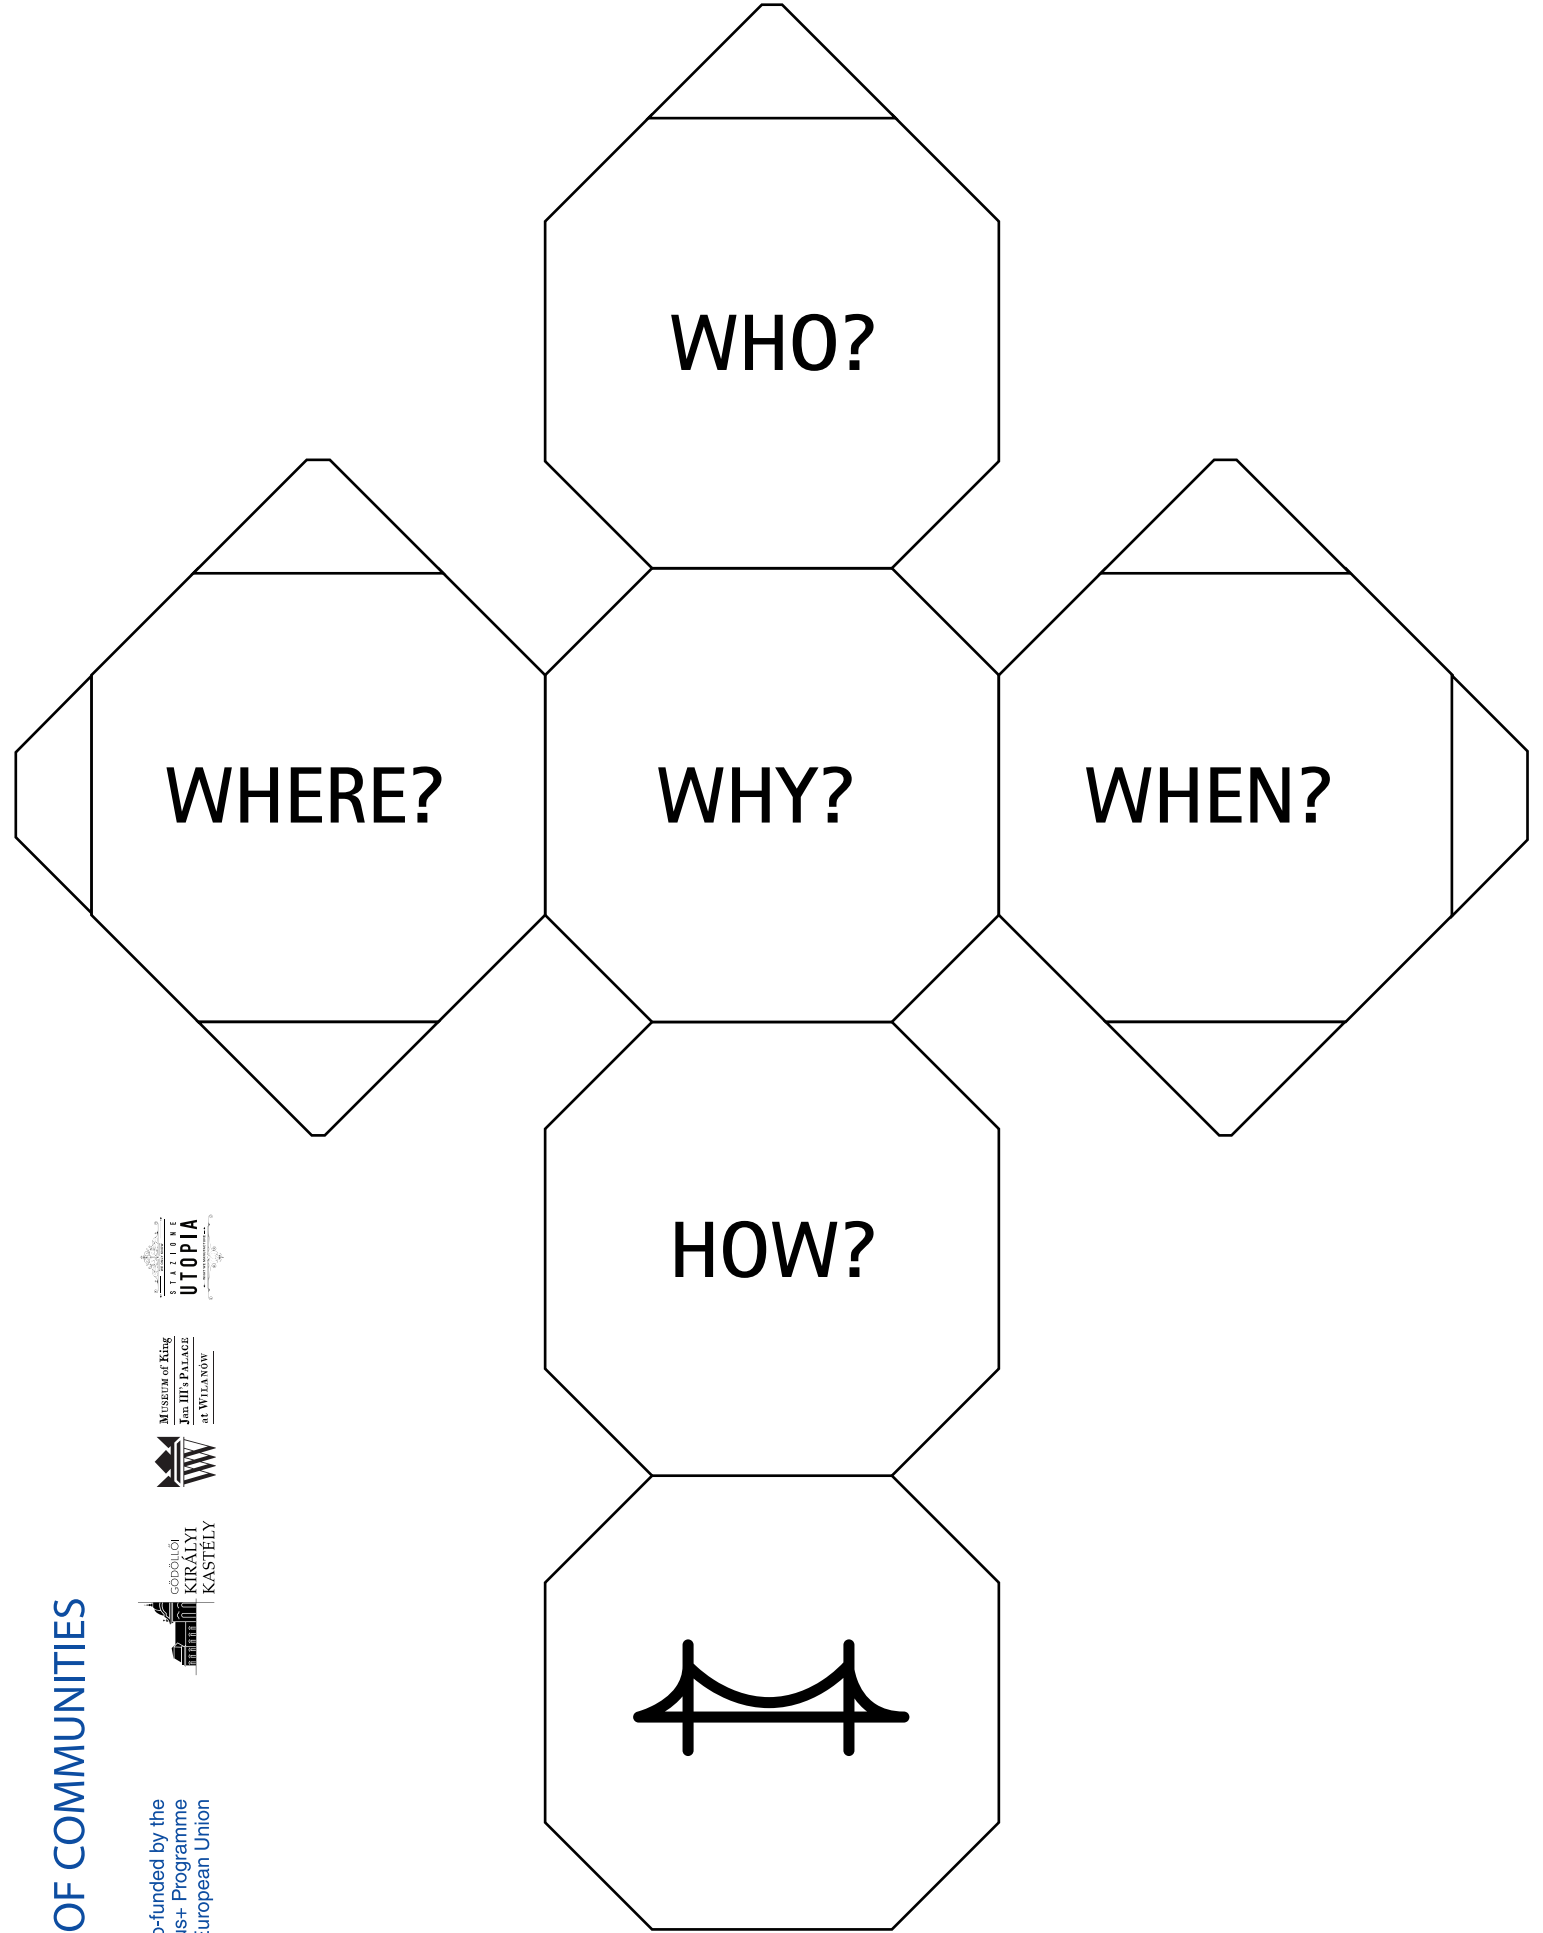 WHO?
WHERE?
WHY?
WHEN?
HOW?
STAZIONE
UTOPIA
MUSEUM of King
Jan III's PALACE
at WILANÓW
GÖDÖLLŐI
KIRÁLYI
KASTÉLY
OF COMMUNITIES
o-funded by the
us+ Programme
European Union